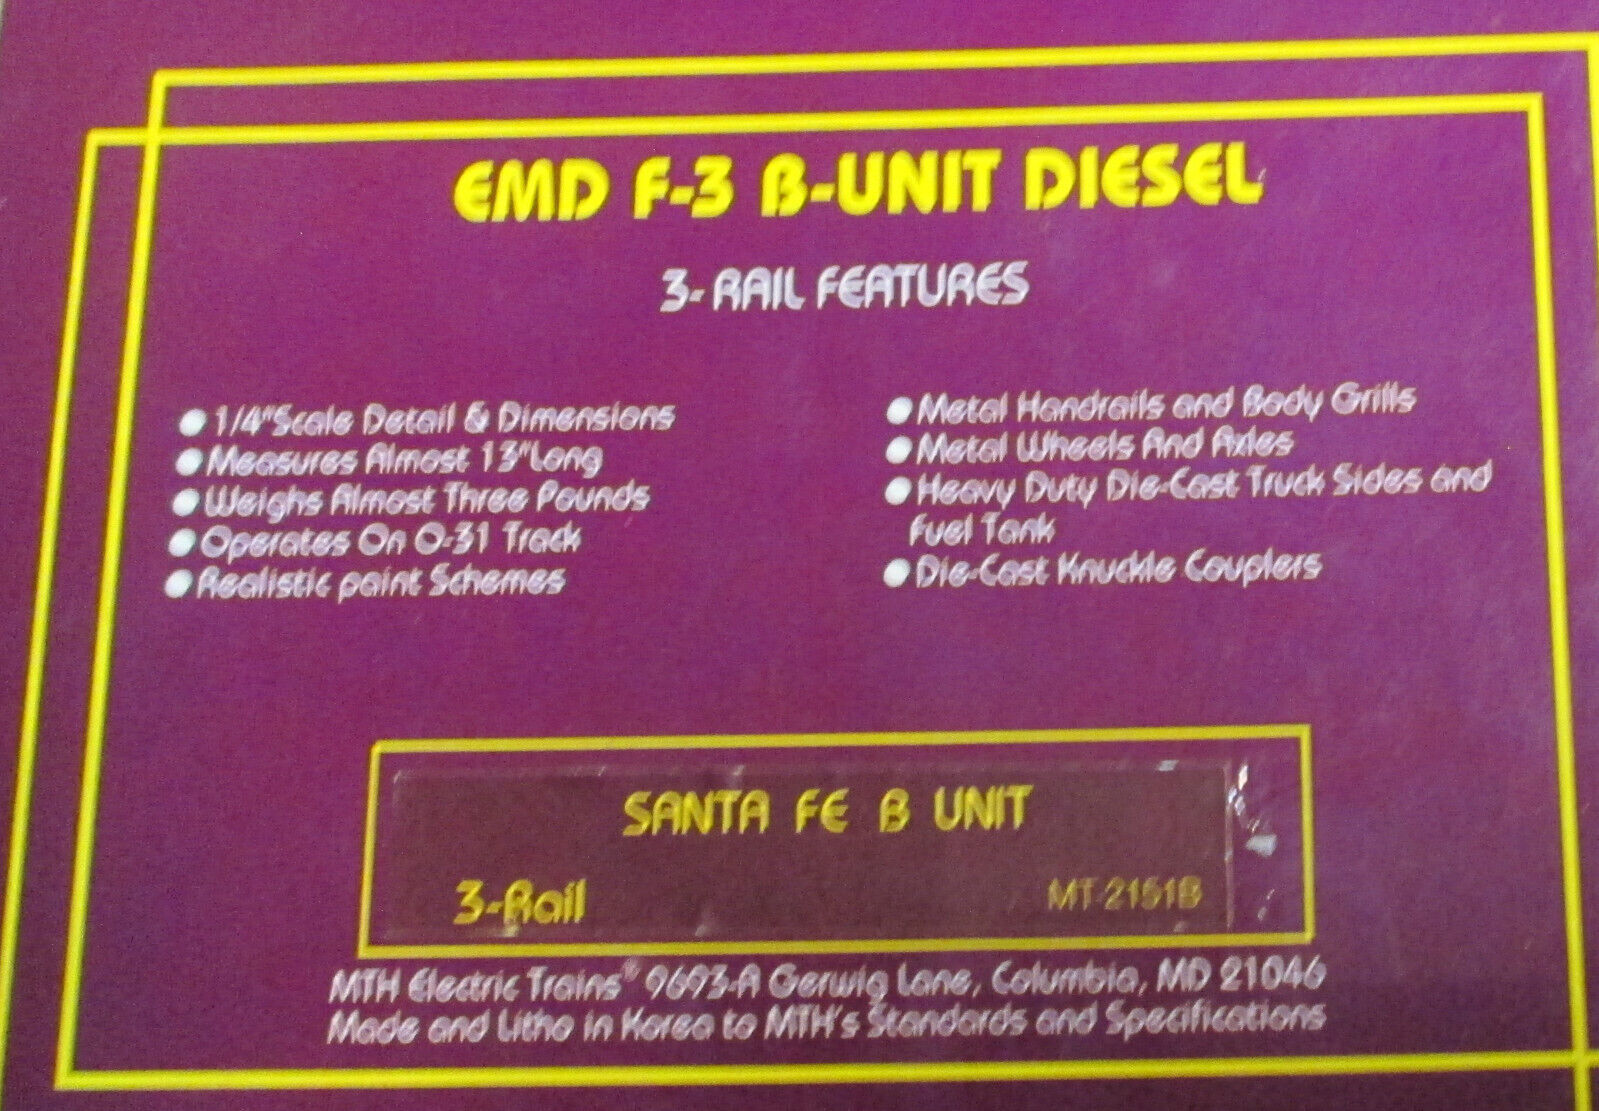 EMD F-3 B-UNIT DIESEL
3-RAIL FEATURES
1/4"Scale Detail & Dimensions
Measures Almost 13"Long
Weighs Almost Three Pounds
Operates On O-31 Track
Realistic paint Schemes
Metal Handrails and Body Grills
Metal Wheels And Axles
Heavy Duty Die-Cast Truck Sides and
Fuel Tank
Die-Cast Knuckle Couplers
SANTA FE B UNIT
3-Rail MT-2151B
MTH Electric Trains® 9693-A Gerwig Lane, Columbia, MD 21046
Made and Litho in Korea to MTH's Standards and Specifications